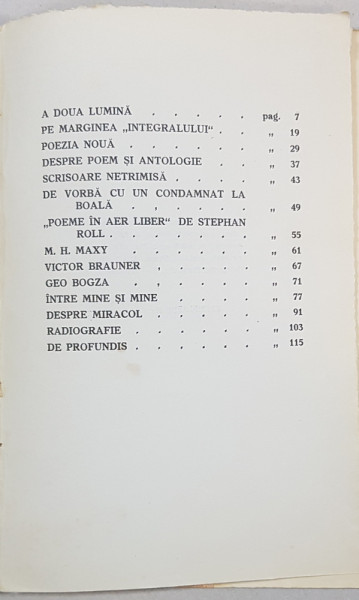 A DOUA LUMINĂ . . . . . pag. 7
PE MARGINEA „INTEGRALULUI" . . „ 19
POEZIA NOUĂ . . . . . „ 29
DESPRE POEM ȘI ANTOLOGIE . . „ 37
SCRISOARE NETRIMISĂ . . . . „ 43
DE VORBĂ CU UN CONDAMNAT LA
BOALĂ . , . . . . „ 49
„POEME ÎN AER LIBER" DE STEPHAN
ROLL . . . . . . „ 55
M. H. MAXY . . . . . „ 61
VICTOR BRAUNER , . . . . „ 67
GEO BOGZA , . . . . „ 71
ÎNTRE MINE ȘI MINE . . . . „ 77
DESPRE MIRACOL . . . . . „ 91
RADIOGRAFIE . . . . . „ 103
DE PROFUNDIS . . . . . . „ 115